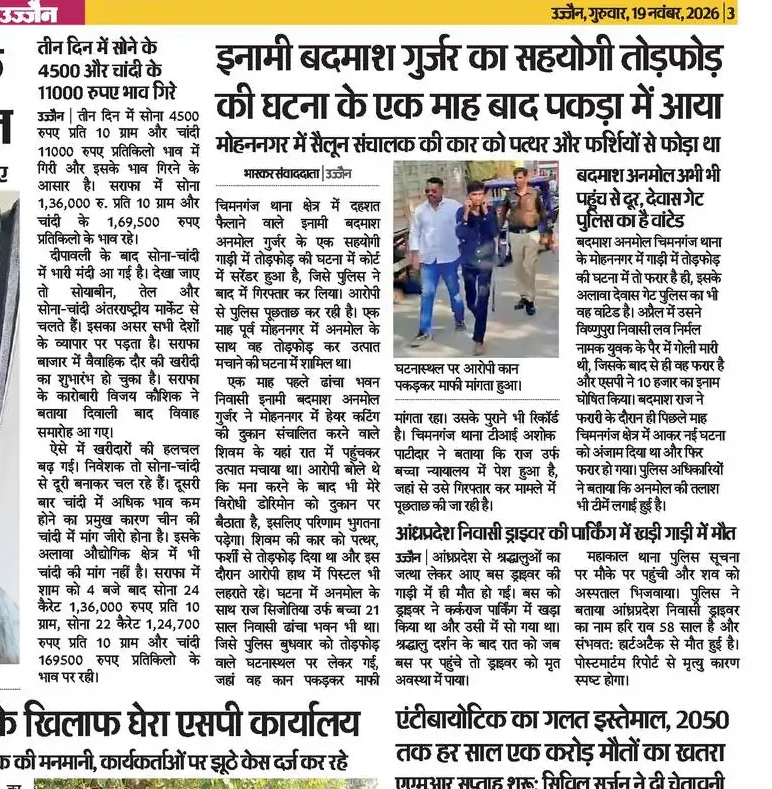 उज्जैन
उज्जैन, गुरुवार, 19 नवंबर, 2026 | 3
तीन दिन में सोने के
4500 और चांदी के
11000 रुपए भाव गिरे
उज्जैन | तीन दिन में सोना 4500
रुपए प्रति 10 ग्राम और चांदी
11000 रुपए प्रतिकिलो भाव में
गिरी और इसके भाव गिरने के
आसार है। सराफा में सोना
1,36,000 रु. प्रति 10 ग्राम और
चांदी के 1,69,500 रुपए
प्रतिकिलो के भाव रहे।
दीपावली के बाद सोना-चांदी
में भारी मंदी आ गई है। देखा जाए
तो सोयाबीन, तेल और
सोना-चांदी अंतरराष्ट्रीय मार्केट से
चलते हैं। इसका असर सभी देशों
के व्यापार पर पड़ता है। सराफा
बाजार में वैवाहिक दौर की खरीदी
का शुभारंभ हो चुका है। सराफा
के कारोबारी विजय कौशिक ने
बताया दिवाली बाद विवाह
समारोह आ गए।
ऐसे में खरीदारों की हलचल
बढ़ गई। निवेशक तो सोना-चांदी
से दूरी बनाकर चल रहे हैं। दूसरी
बार चांदी में अधिक भाव कम
होने का प्रमुख कारण चीन की
चांदी में मांग जीरो होना है। इसके
अलावा औद्योगिक क्षेत्र में भी
चांदी की मांग नहीं है। सराफा में
शाम को 4 बजे बाद सोना 24
कैरेट 1,36,000 रुपए प्रति 10
ग्राम, सोना 22 कैरेट 1,24,700
रुपए प्रति 10 ग्राम और चांदी
169500 रुपए प्रतिकिलो के
भाव पर रही।
इनामी बदमाश गुर्जर का सहयोगी तोड़फोड़
की घटना के एक माह बाद पकड़ा में आया
मोहननगर में सैलून संचालक की कार को पत्थर और फर्शियों से फोड़ा था
भास्कर संवाददाता | उज्जैन
चिमनगंज थाना क्षेत्र में दहशत
फैलाने वाले इनामी बदमाश
अनमोल गुर्जर के एक सहयोगी
गाड़ी में तोड़फोड़ की घटना में कोर्ट
में सरेंडर हुआ है, जिसे पुलिस ने
बाद में गिरफ्तार कर लिया। आरोपी
से पुलिस पूछताछ कर रही है। एक
माह पूर्व मोहननगर में अनमोल के
साथ वह तोड़फोड़ कर उत्पात
मचाने की घटना में शामिल था।
एक माह पहले ढांचा भवन
निवासी इनामी बदमाश अनमोल
गुर्जर ने मोहननगर में हेयर कटिंग
की दुकान संचालित करने वाले
शिवम के यहां रात में पहुंचकर
उत्पात मचाया था। आरोपी बोले थे
कि मना करने के बाद भी मेरे
विरोधी डोरिमोन को दुकान पर
बैठाता है, इसलिए परिणाम भुगतना
पड़ेगा। शिवम की कार को पत्थर,
फर्शी से तोड़फोड़ दिया था और इस
दौरान आरोपी हाथ में पिस्टल भी
लहराते रहे। घटना में अनमोल के
साथ राज सिजोतिया उर्फ बच्चा 21
साल निवासी ढांचा भवन भी था।
जिसे पुलिस बुधवार को तोड़फोड़
वाले घटनास्थल पर लेकर गई,
जहां वह कान पकड़कर माफी
घटनास्थल पर आरोपी कान
पकड़कर माफी मांगता हुआ।
मांगता रहा। उसके पुराने भी रिकॉर्ड
है। चिमनगंज थाना टीआई अशोक
पाटीदार ने बताया कि राज उर्फ
बच्चा न्यायालय में पेश हुआ है,
जहां से उसे गिरफ्तार कर मामले में
पूछताछ की जा रही है।
बदमाश अनमोल अभी भी
पहुंच से दूर, देवास गेट
पुलिस का है वांटेड
बदमाश अनमोल चिमनगंज थाना
के मोहननगर में गाड़ी में तोड़फोड़
की घटना में तो फरार है ही, इसके
अलावा देवास गेट पुलिस का भी
वह वांटेड है। अप्रैल में उसने
विष्णुपुरा निवासी लव निर्मल
नामक युवक के पैर में गोली मारी
थी, जिसके बाद से ही वह फरार है
और एसपी ने 10 हजार का इनाम
घोषित किया। बदमाश राज ने
फरारी के दौरान ही पिछले माह
चिमनगंज क्षेत्र में आकर नई घटना
को अंजाम दिया था और फिर
फरार हो गया। पुलिस अधिकारियों
ने बताया कि अनमोल की तलाश
भी टीमें लगाई हुई है।
आंधप्रदेश निवासी ड्राइवर की पार्किंग में खड़ी गाड़ी में मौत
उज्जैन | आंध्रप्रदेश से श्रद्धालुओं का
जत्था लेकर आए बस ड्राइवर की
गाड़ी में ही मौत हो गई। बस को
ड्राइवर ने कर्कराज पार्किंग में खड़ा
किया था और उसी में सो गया था।
श्रद्धालु दर्शन के बाद रात को जब
बस पर पहुंचे तो ड्राइवर को मृत
अवस्था में पाया।
महाकाल थाना पुलिस सूचना
पर मौके पर पहुंची और शव को
अस्पताल भिजवाया। पुलिस ने
बताया आंध्रप्रदेश निवासी ड्राइवर
का नाम हरि राव 58 साल है और
संभवत: हार्टअटैक से मौत हुई है।
पोस्टमार्टम रिपोर्ट से मृत्यु कारण
स्पष्ट होगा।
के खिलाफ घेरा एसपी कार्यालय
की मनमानी, कार्यकर्ताओं पर झूठे केस दर्ज कर रहे
एंटीबायोटिक का गलत इस्तेमाल, 2050
तक हर साल एक करोड़ मौतों का खतरा
एएमआर सप्ताह शुरू: सिविल सर्जन ने दी चेतावनी